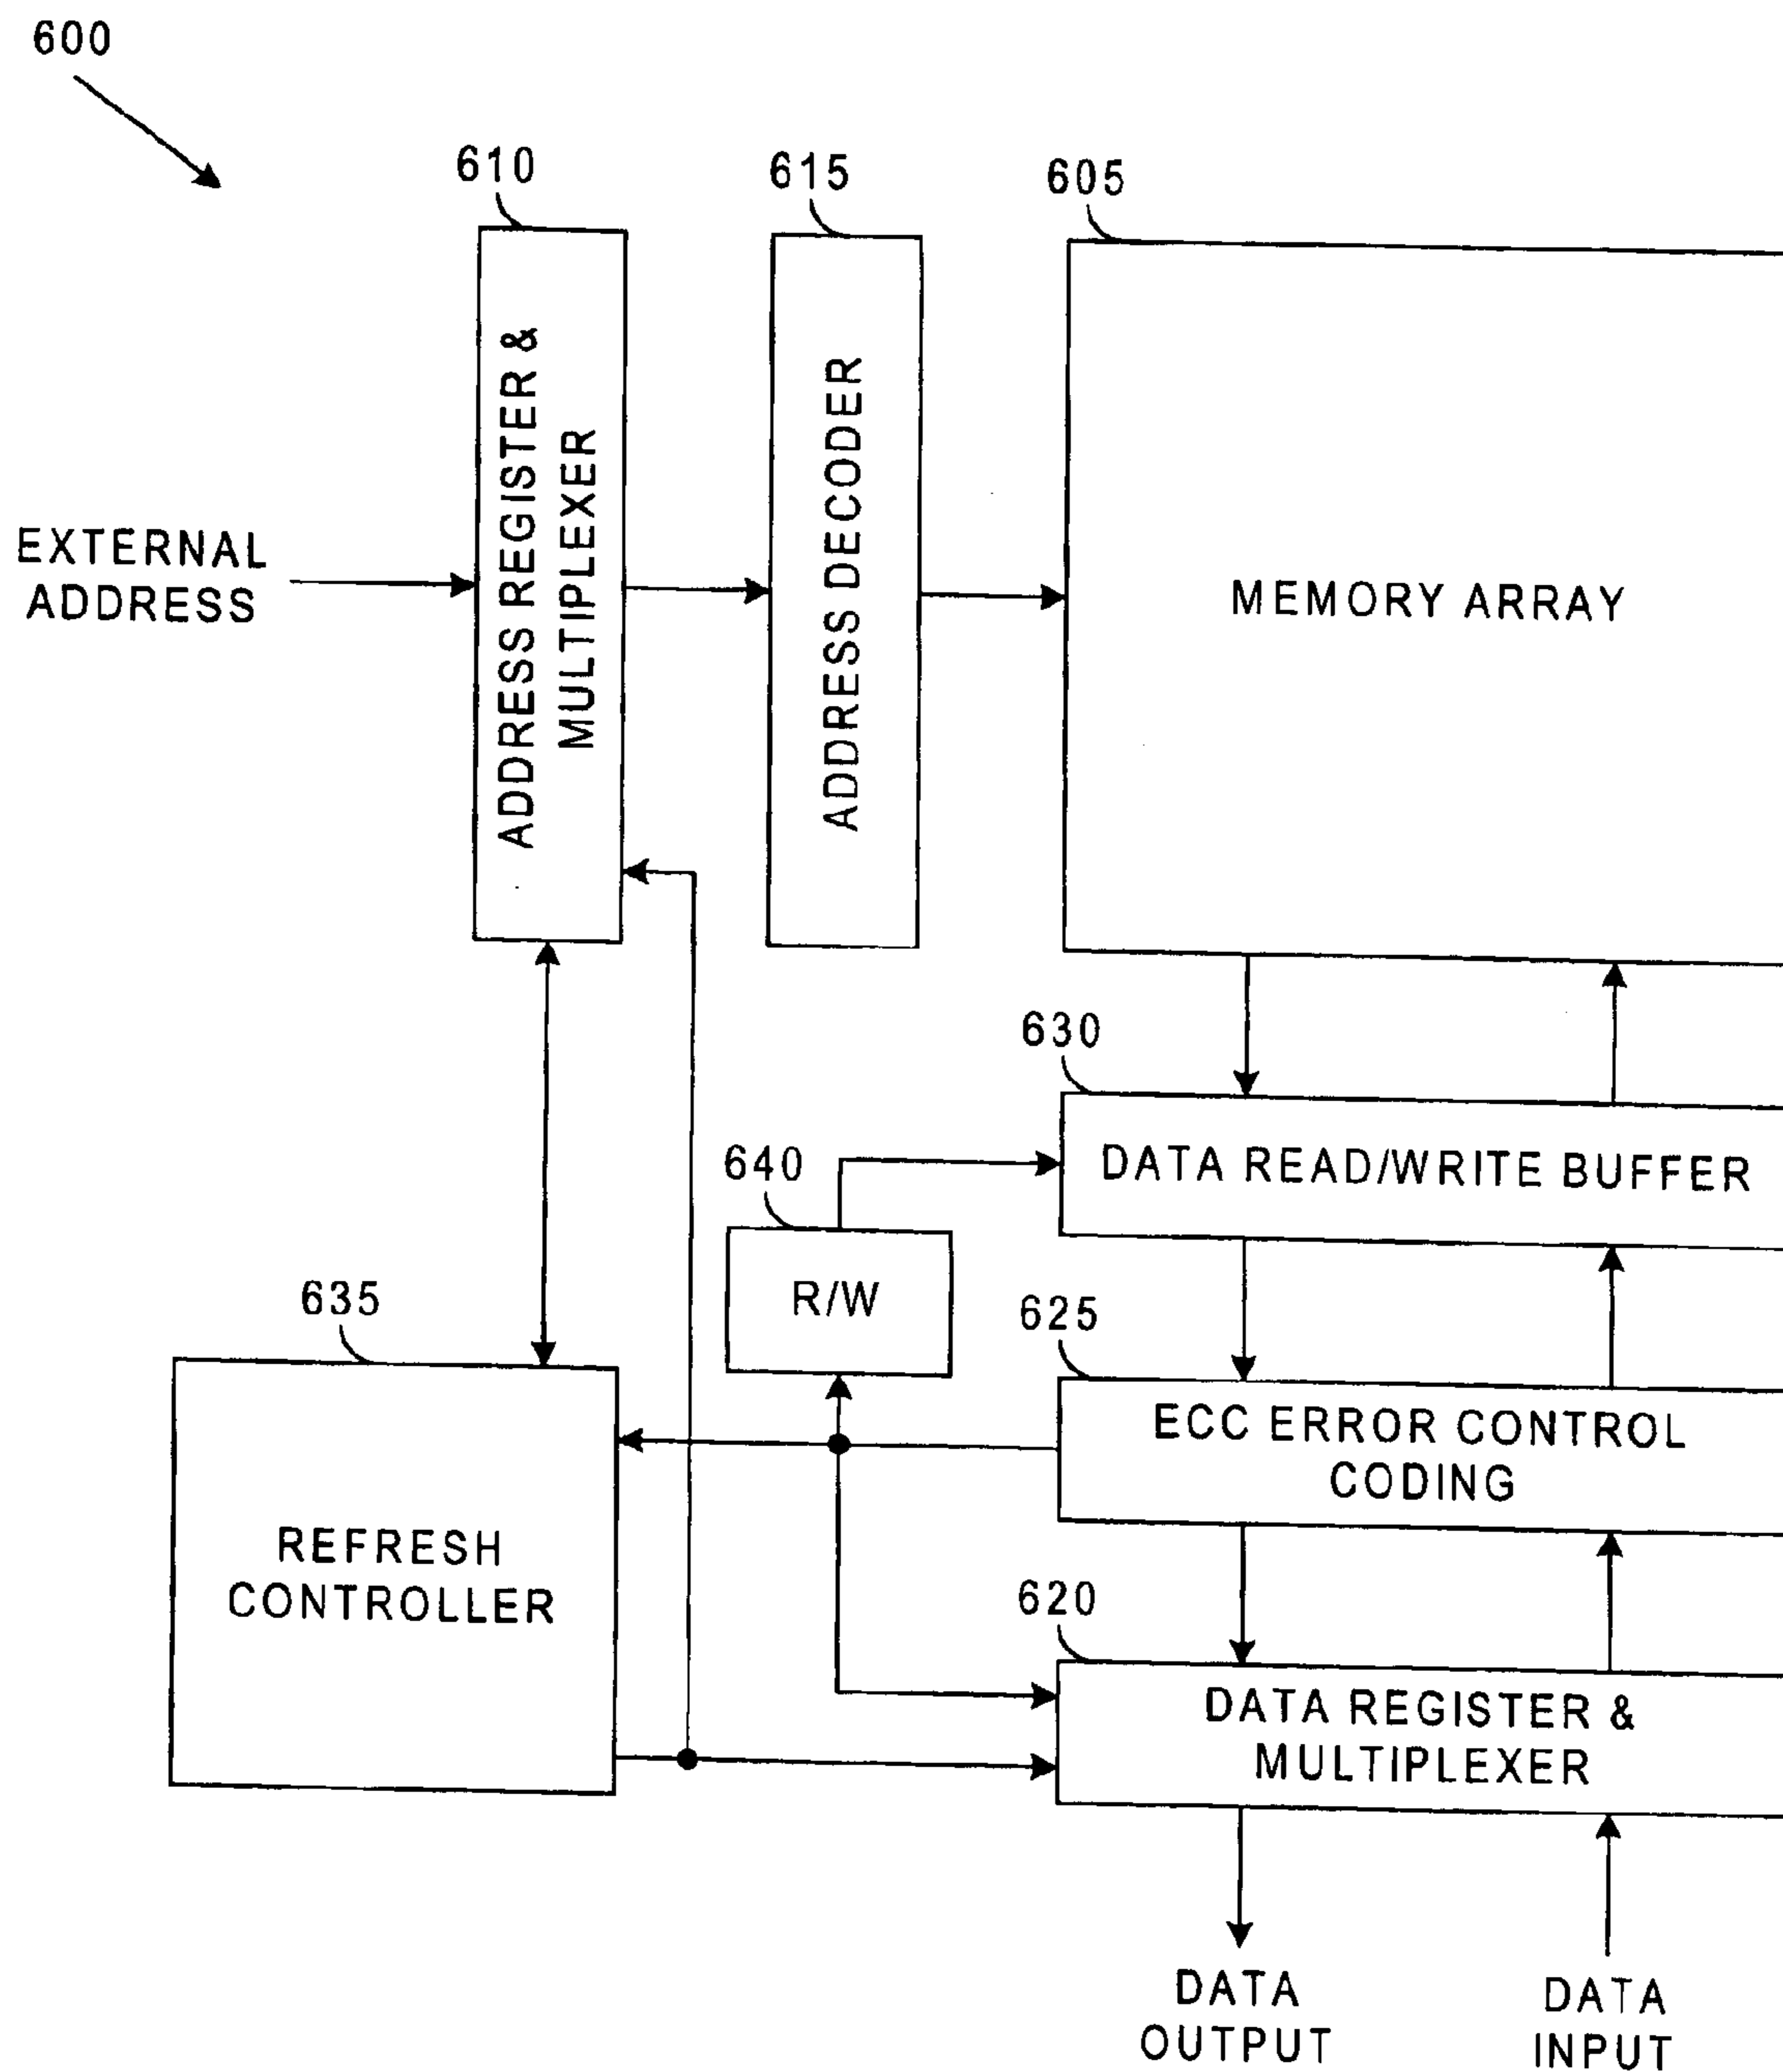 600
610
615
605
ADDRESS REGISTER &
MULTIPLEXER
ADDRESS DECODER
MEMORY ARRAY
EXTERNAL
ADDRESS
630
DATA READ/WRITE BUFFER
640
R/W
635
REFRESH
CONTROLLER
625
ECC ERROR CONTROL
CODING
620
DATA REGISTER &
MULTIPLEXER
DATA
OUTPUT
DATA
INPUT